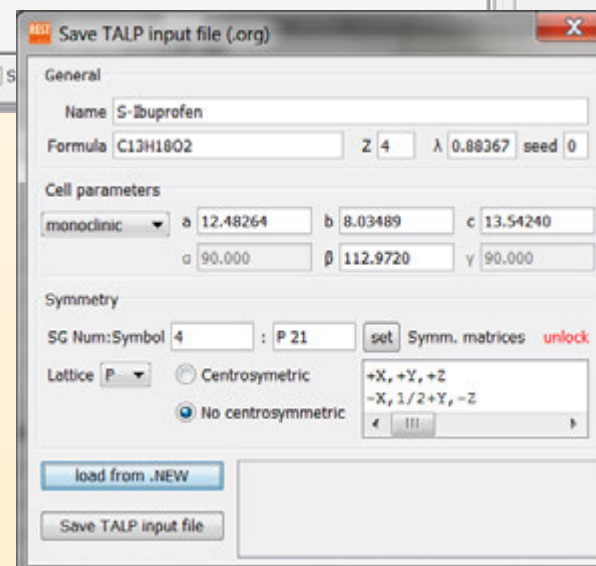 REST Save TALP input file (.org) X
S
General
Name S-Ibuprofen
Formula C13H18O2 Z 4 λ 0.88367 seed 0
Cell parameters
monoclinic a 12.48264 b 8.03489 c 13.54240
α 90.000 β 112.9720 γ 90.000
Symmetry
SG Num:Symbol 4 : P 21 set Symm. matrices unlock
Lattice P Centrosymetric +X,+Y,+Z
No centrosymmetric -X,1/2+Y,-Z
load from .NEW
Save TALP input file